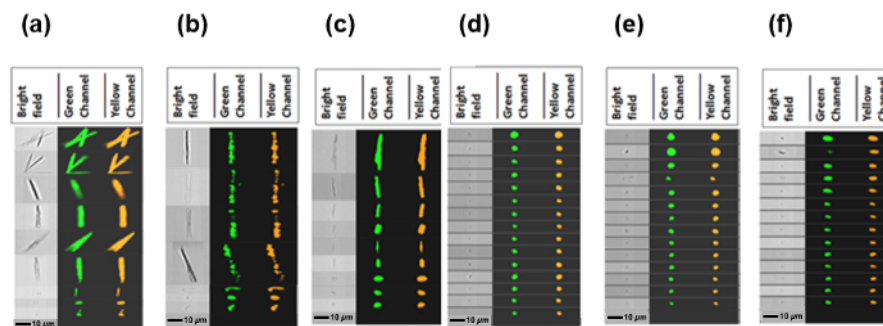 (a) (b) (c) (d) (e) (f)
Bright field Green Channel Yellow Channel
Bright field Green Channel Yellow Channel
Bright field Green Channel Yellow Channel
Bright field Green Channel Yellow Channel
Bright field Green Channel Yellow Channel
Bright field Green Channel Yellow Channel
10 µm 10 µm 10 µm 10 µm 10 µm 10 µm